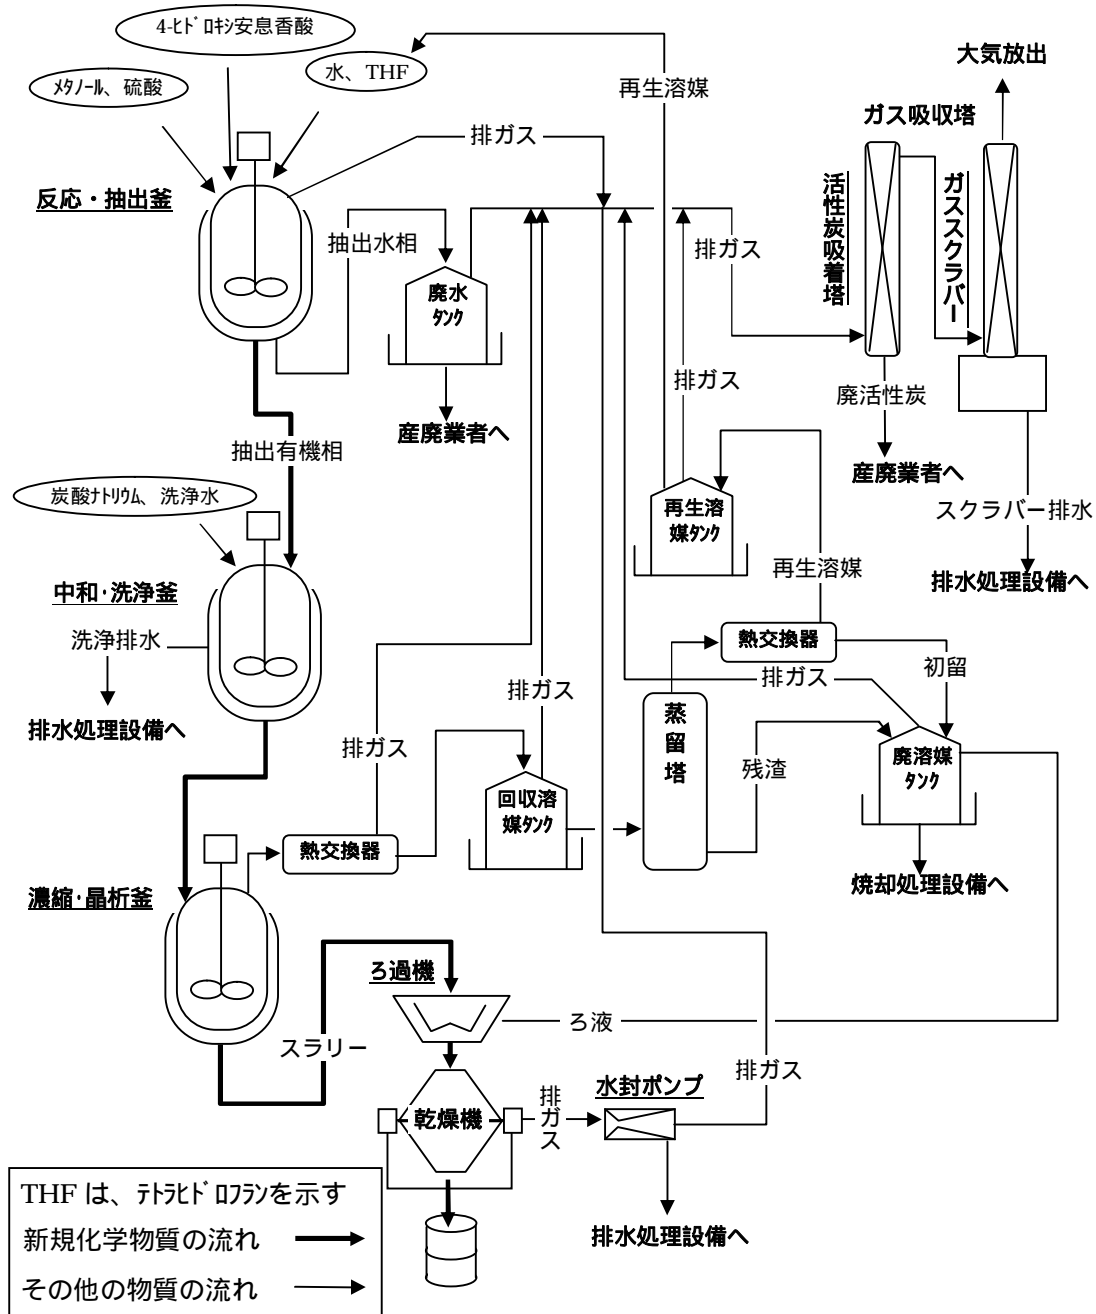 4-ﾋﾄﾞﾛｷｼ安息香酸
水、THF
ﾒﾀﾉｰﾙ、硫酸
再生溶媒
大気放出
排ガス
ガス吸収塔
反応・抽出釜
抽出水相
廃水
ﾀﾝｸ
排ガス
活性炭吸着塔
ガススクラバー
排ガス
廃活性炭
産廃業者へ
抽出有機相
産廃業者へ
炭酸ﾅﾄﾘｳﾑ、洗浄水
再生溶
媒ﾀﾝｸ
スクラバー排水
再生溶媒
排水処理設備へ
中和・洗浄釜
洗浄排水
熱交換器
初留
排水処理設備へ
排ガス
排ガス
排ガス
蒸留塔
残渣
廃溶媒
ﾀﾝｸ
回収溶
媒ﾀﾝｸ
熱交換器
焼却処理設備へ
濃縮・晶析釜
ろ過機
ろ液
スラリー
排ガス
水封ポンプ
排ガス
乾燥機
排水処理設備へ
THF は、ﾃﾄﾗﾋﾄﾞﾛﾌﾗﾝを示す
新規化学物質の流れ
その他の物質の流れ